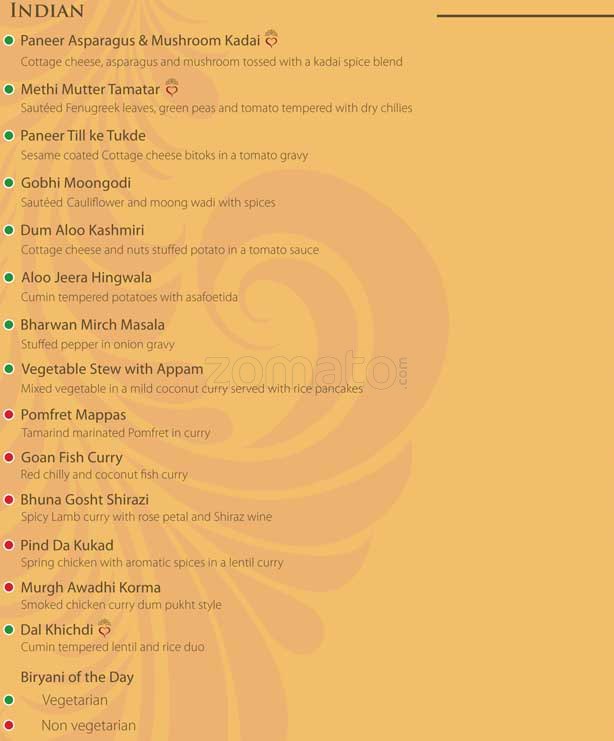 INDIAN
Paneer Asparagus & Mushroom Kadai
Cottage cheese, asparagus and mushroom tossed with a kadai spice blend
Methi Mutter Tamatar
Sautéed Fenugreek leaves, green peas and tomato tempered with dry chilies
Paneer Till ke Tukde
Sesame coated Cottage cheese bitoks in a tomato gravy
Gobhi Moongodi
Sautéed Cauliflower and moong wadi with spices
Dum Aloo Kashmiri
Cottage cheese and nuts stuffed potato in a tomato sauce
Aloo Jeera Hingwala
Cumin tempered potatoes with asafoetida
Bharwan Mirch Masala
Stuffed pepper in onion gravy
zomato.com
Vegetable Stew with Appam
Mixed vegetable in a mild coconut curry served with rice pancakes
Pomfret Mappas
Tamarind marinated Pomfret in curry
Goan Fish Curry
Red chilly and coconut fish curry
Bhuna Gosht Shirazi
Spicy Lamb curry with rose petal and Shiraz wine
Pind Da Kukad
Spring chicken with aromatic spices in a lentil curry
Murgh Awadhi Korma
Smoked chicken curry dum pukht style
Dal Khichdi
Cumin tempered lentil and rice duo
Biryani of the Day
Vegetarian
Non vegetarian